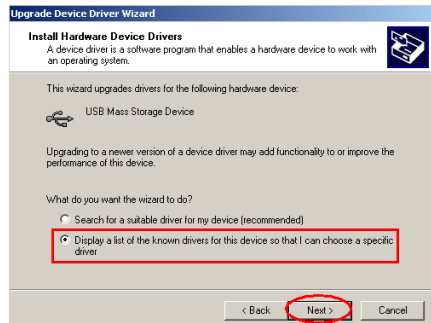 Upgrade Device Driver Wizard
Install Hardware Device Drivers
A device driver is a software program that enables a hardware device to work with
an operating system.
This wizard upgrades drivers for the following hardware device:
USB Mass Storage Device
Upgrading to a newer version of a device driver may add functionality to or improve the
performance of this device.
What do you want the wizard to do?
Search for a suitable driver for my device (recommended)
Display a list of the known drivers for this device so that I can choose a specific
driver
< Back Next > Cancel